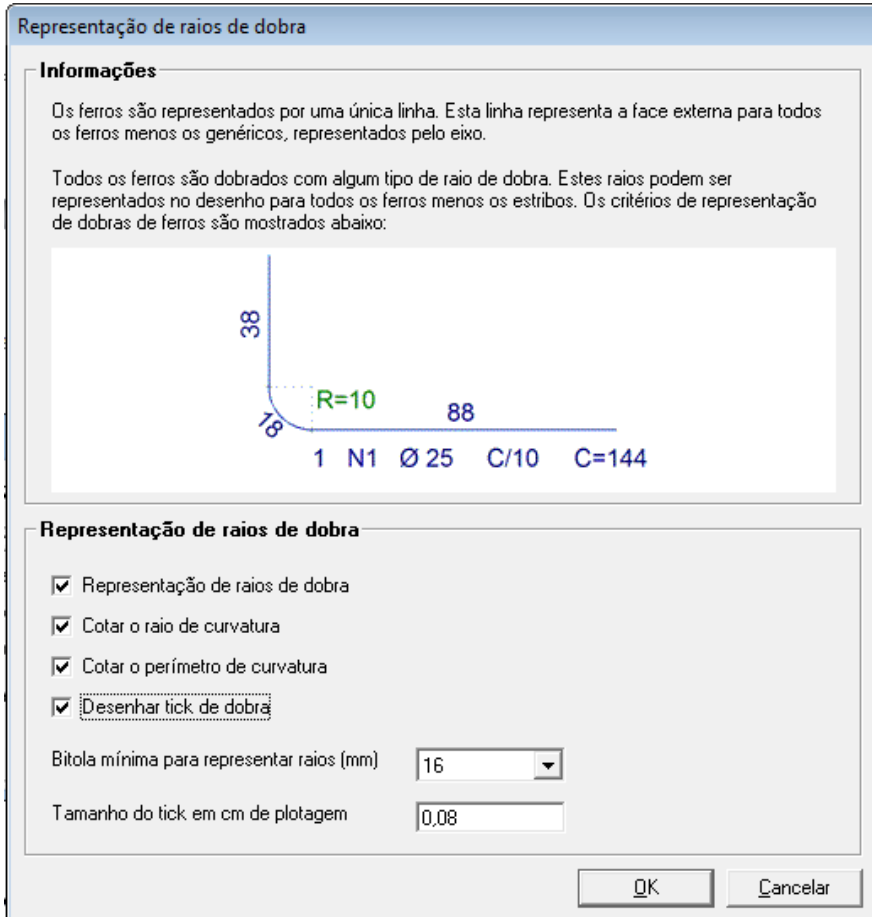 Representação de raios de dobra
Informações
Os ferros são representados por uma única linha. Esta linha representa a face externa para todos
os ferros menos os genéricos, representados pelo eixo.
Todos os ferros são dobrados com algum tipo de raio de dobra. Estes raios podem ser
representados no desenho para todos os ferros menos os estribos. Os critérios de representação
de dobras de ferros são mostrados abaixo:
38
R=10
18
88
1 N1 Ø 25 C/10 C=144
Representação de raios de dobra
Representação de raios de dobra
Cotar o raio de curvatura
Cotar o perímetro de curvatura
Desenhar tick de dobra
Bitola mínima para representar raios (mm)
16
Tamanho do tick em cm de plotagem
0,08
OK
Cancelar